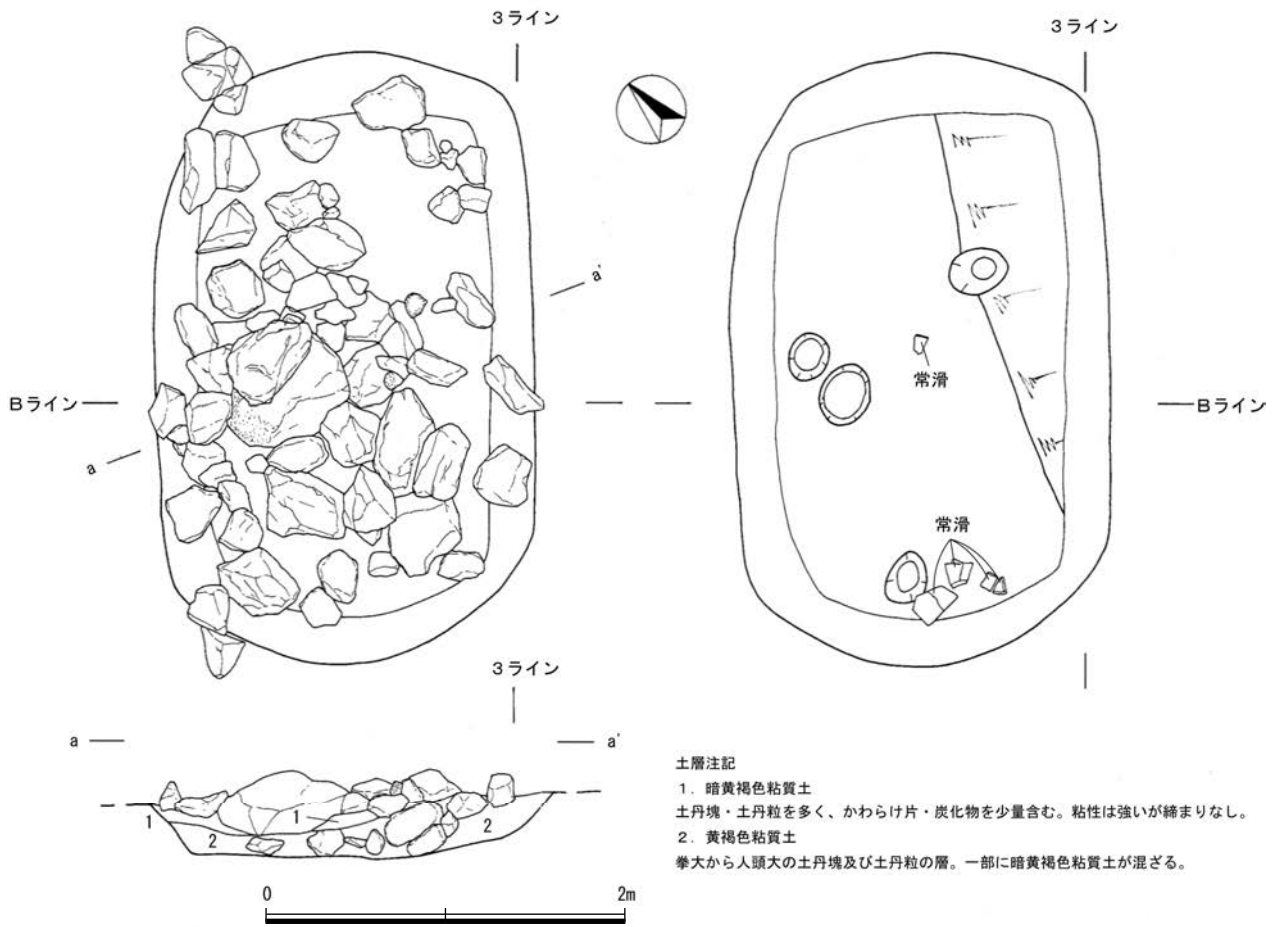 3ライン
3ライン
a'
常滑
Bライン
Bライン
a
常滑
3ライン
a
a'
1
1
2
2
土層注記
1．暗黄褐色粘質土
土丹塊・土丹粒を多く、かわらけ片・炭化物を少量含む。粘性は強いが締まりなし。
2．黄褐色粘質土
拳大から人頭大の土丹塊及び土丹粒の層。一部に暗黄褐色粘質土が混ざる。
0
2m